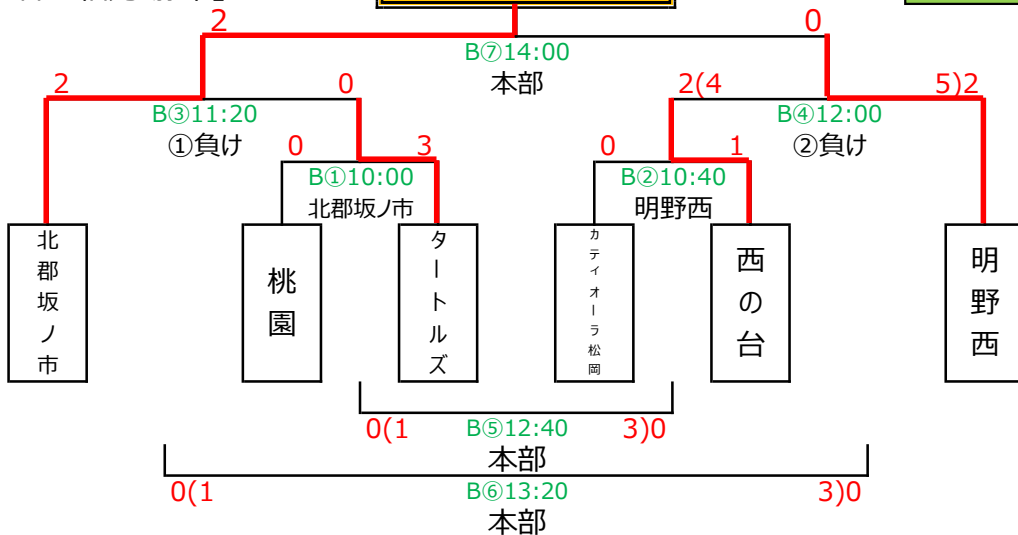 2 0
B⑦14:00
本部
2 0 2(4 5)2
B③11:20 B④12:00
①負け ②負け
0 3 0 1
B①10:00 B②10:40
北郡坂ノ市 明野西
北郡坂ノ市
桃園
タートルズ
カティオーラ松岡
西の台
明野西
0(1 B⑤12:40 3)0
本部
0(1 B⑥13:20 3)0
本部